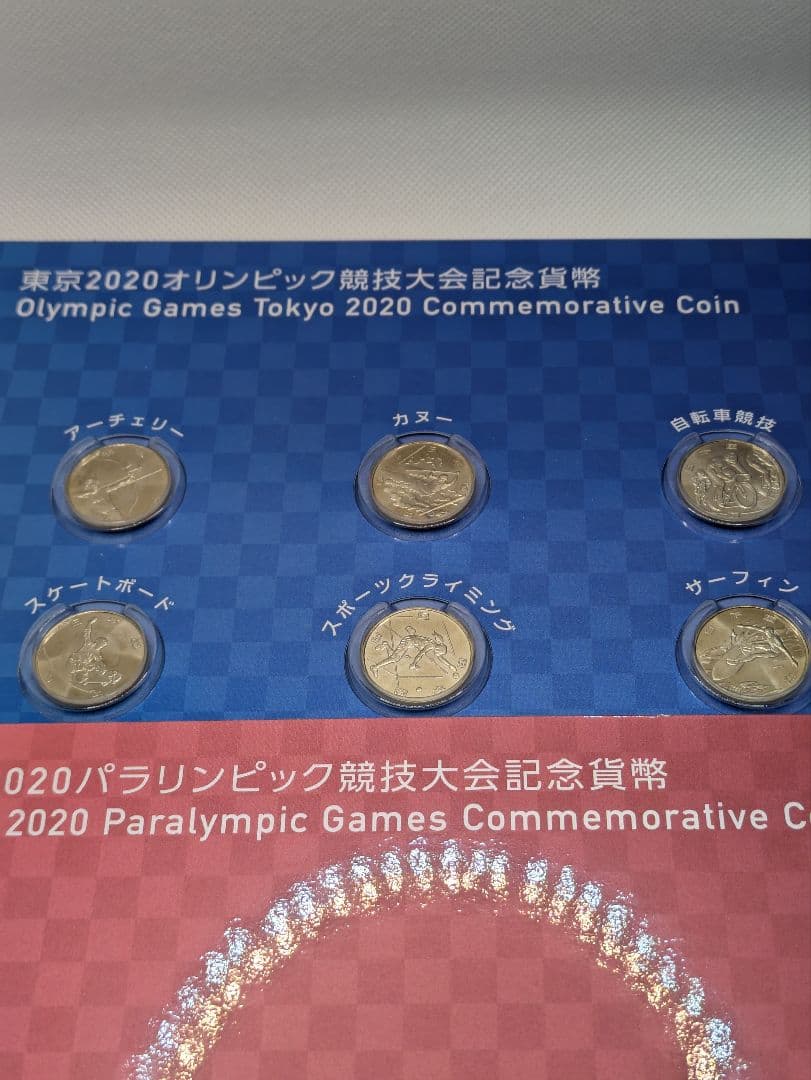 東京2020オリンピック競技大会記念貨幣
Olympic Games Tokyo 2020 Commemorative Coin
アーチェリー
カヌー
自転車競技
スケートボード
スポーツクライミング
サーフィン
020パラリンピック競技大会記念貨幣
2020 Paralympic Games Commemorative C